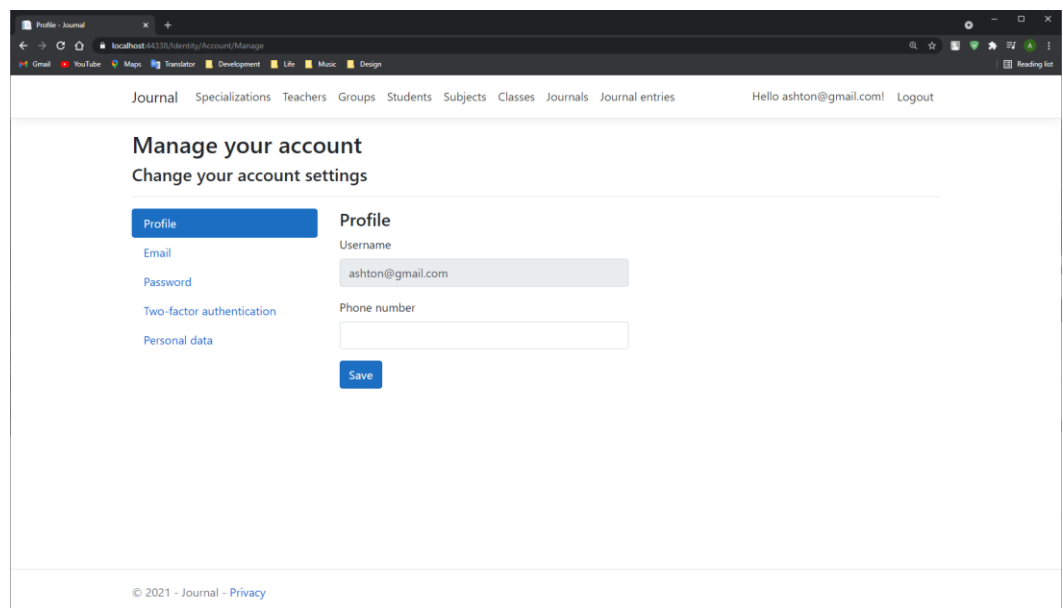 Profile - Journal
localhost:44338/Identity/Account/Manage
Gmail YouTube Maps Translator Development Life Music Design Reading list
Journal Specializations Teachers Groups Students Subjects Classes Journals Journal entries Hello ashton@gmail.com! Logout
Manage your account
Change your account settings
Profile
Email
Password
Two-factor authentication
Personal data
Profile
Username
ashton@gmail.com
Phone number
Save
© 2021 - Journal - Privacy